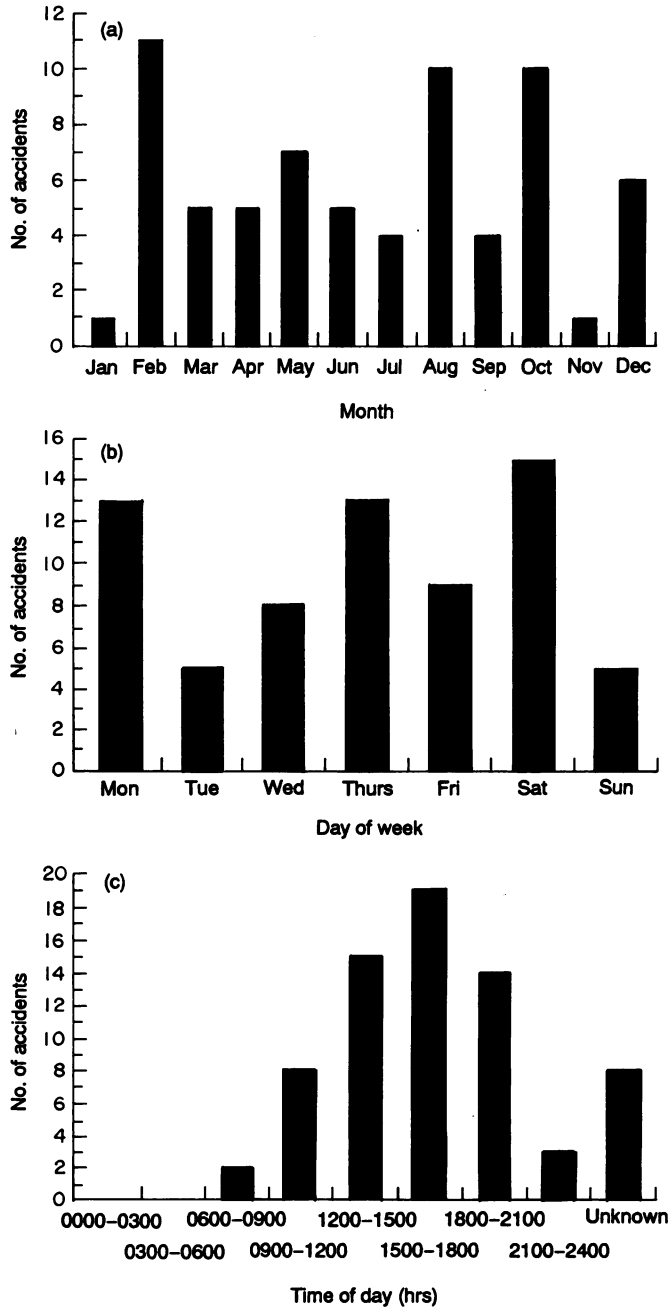 (a)
No. of accidents
12
10
8
6
4
2
0
Jan Feb Mar Apr May Jun Jul Aug Sep Oct Nov Dec
Month
(b)
No. of accidents
16
14
12
10
8
6
4
2
0
Mon Tue Wed Thurs Fri Sat Sun
Day of week
(c)
No. of accidents
20
18
16
14
12
10
8
6
4
2
0
0000–0300 0600–0900 1200–1500 1800–2100 Unknown
0300–0600 0900–1200 1500–1800 2100–2400
Time of day (hrs)